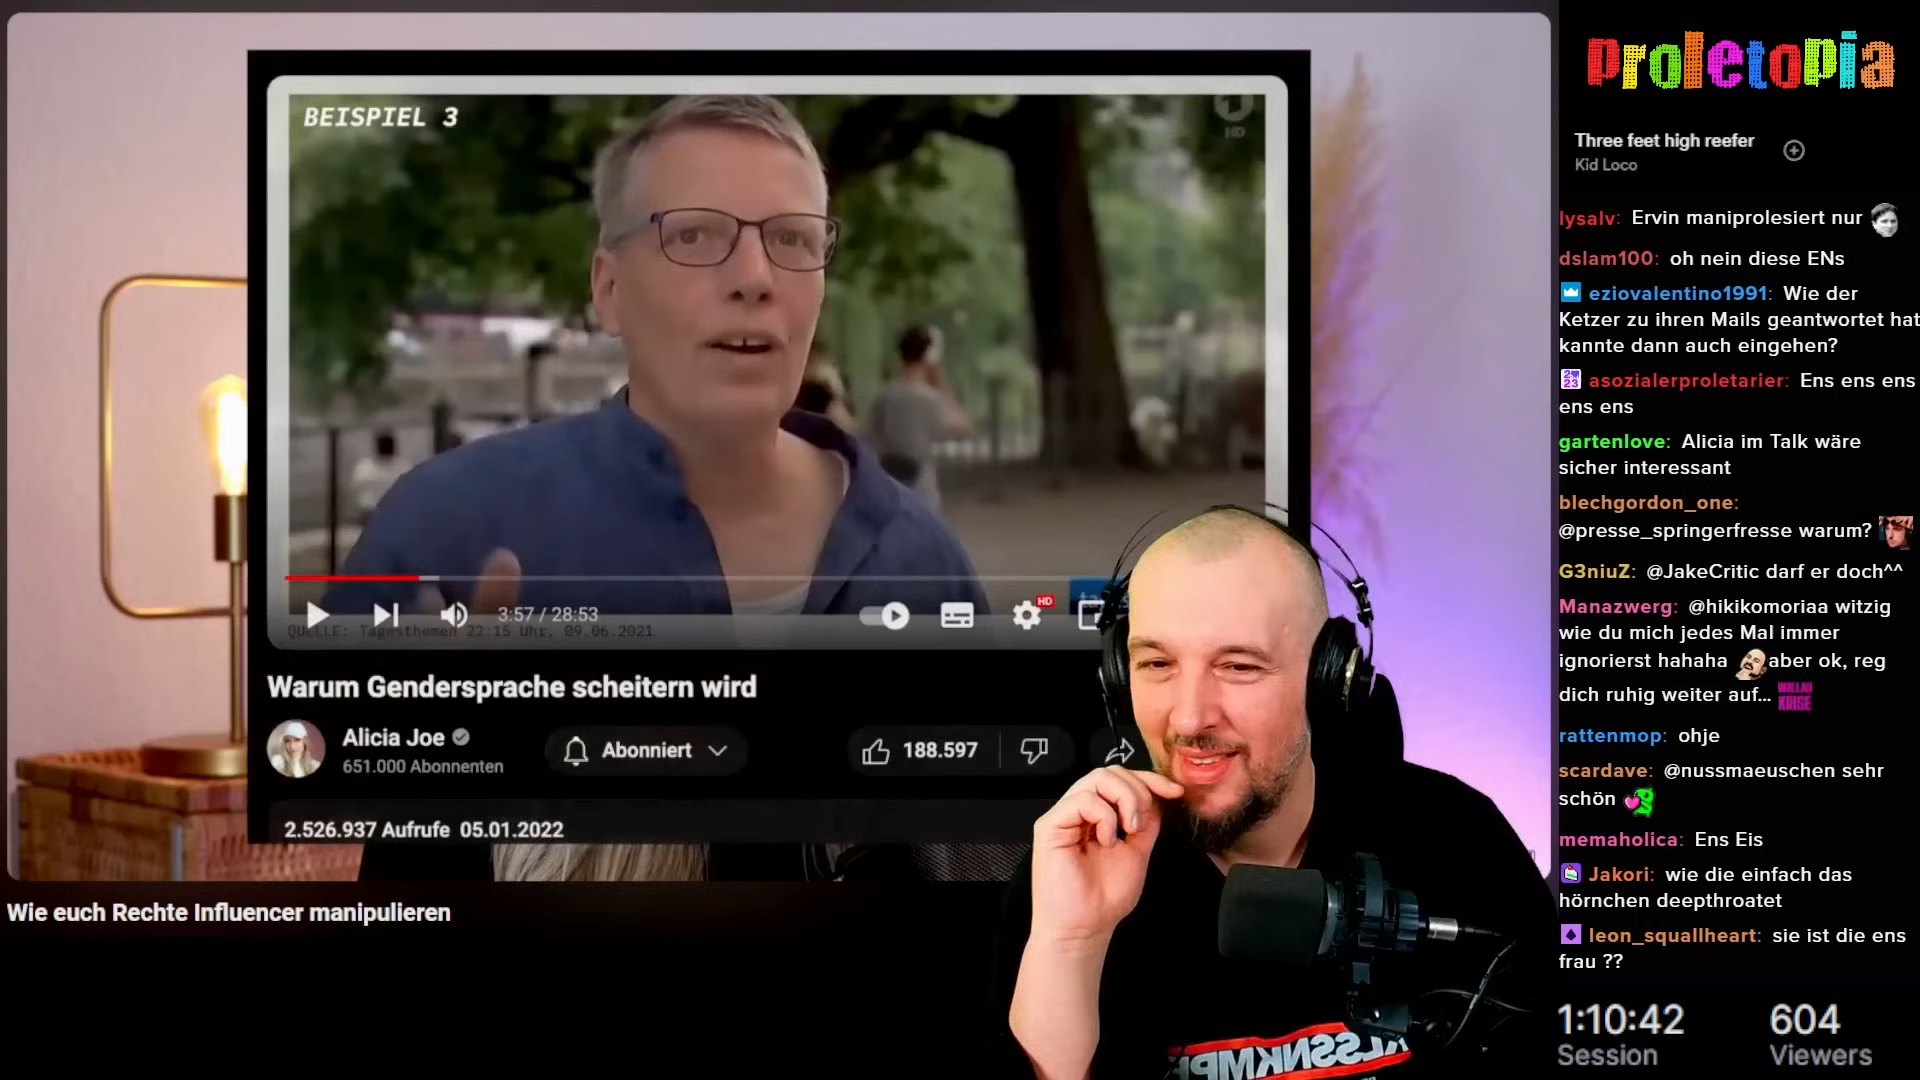 BEISPIEL 3
HD
3:57 / 28:53
HD
QUELLE: Tagesthemen 22:15 Uhr, 09.06.2021
Warum Gendersprache scheitern wird
Alicia Joe
651.000 Abonnenten
Abonniert
188.597
2.526.937 Aufrufe 05.01.2022
Wie euch Rechte Influencer manipulieren
KLSSNKMPF
Proletopia
Three feet high reefer
Kid Loco
lysalv: Ervin maniprolesiert nur
dslam100: oh nein diese ENs
eziovalentino1991: Wie der
Ketzer zu ihren Mails geantwortet hat
kannte dann auch eingehen?
asozialerproletarier: Ens ens ens
ens ens
gartenlove: Alicia im Talk wäre
sicher interessant
blechgordon_one:
@presse_springerfresse warum?
G3niuZ: @JakeCritic darf er doch^^
Manazwerg: @hikikomoriaa witzig
wie du mich jedes Mal immer
ignorierst hahaha aber ok, reg
dich ruhig weiter auf... WALLAH KRISE
rattenmop: ohje
scardave: @nussmaeuschen sehr
schön
memaholica: Ens Eis
Jakori: wie die einfach das
hörnchen deepthroatet
leon_squallheart: sie ist die ens
frau ??
1:10:42
Session
604
Viewers